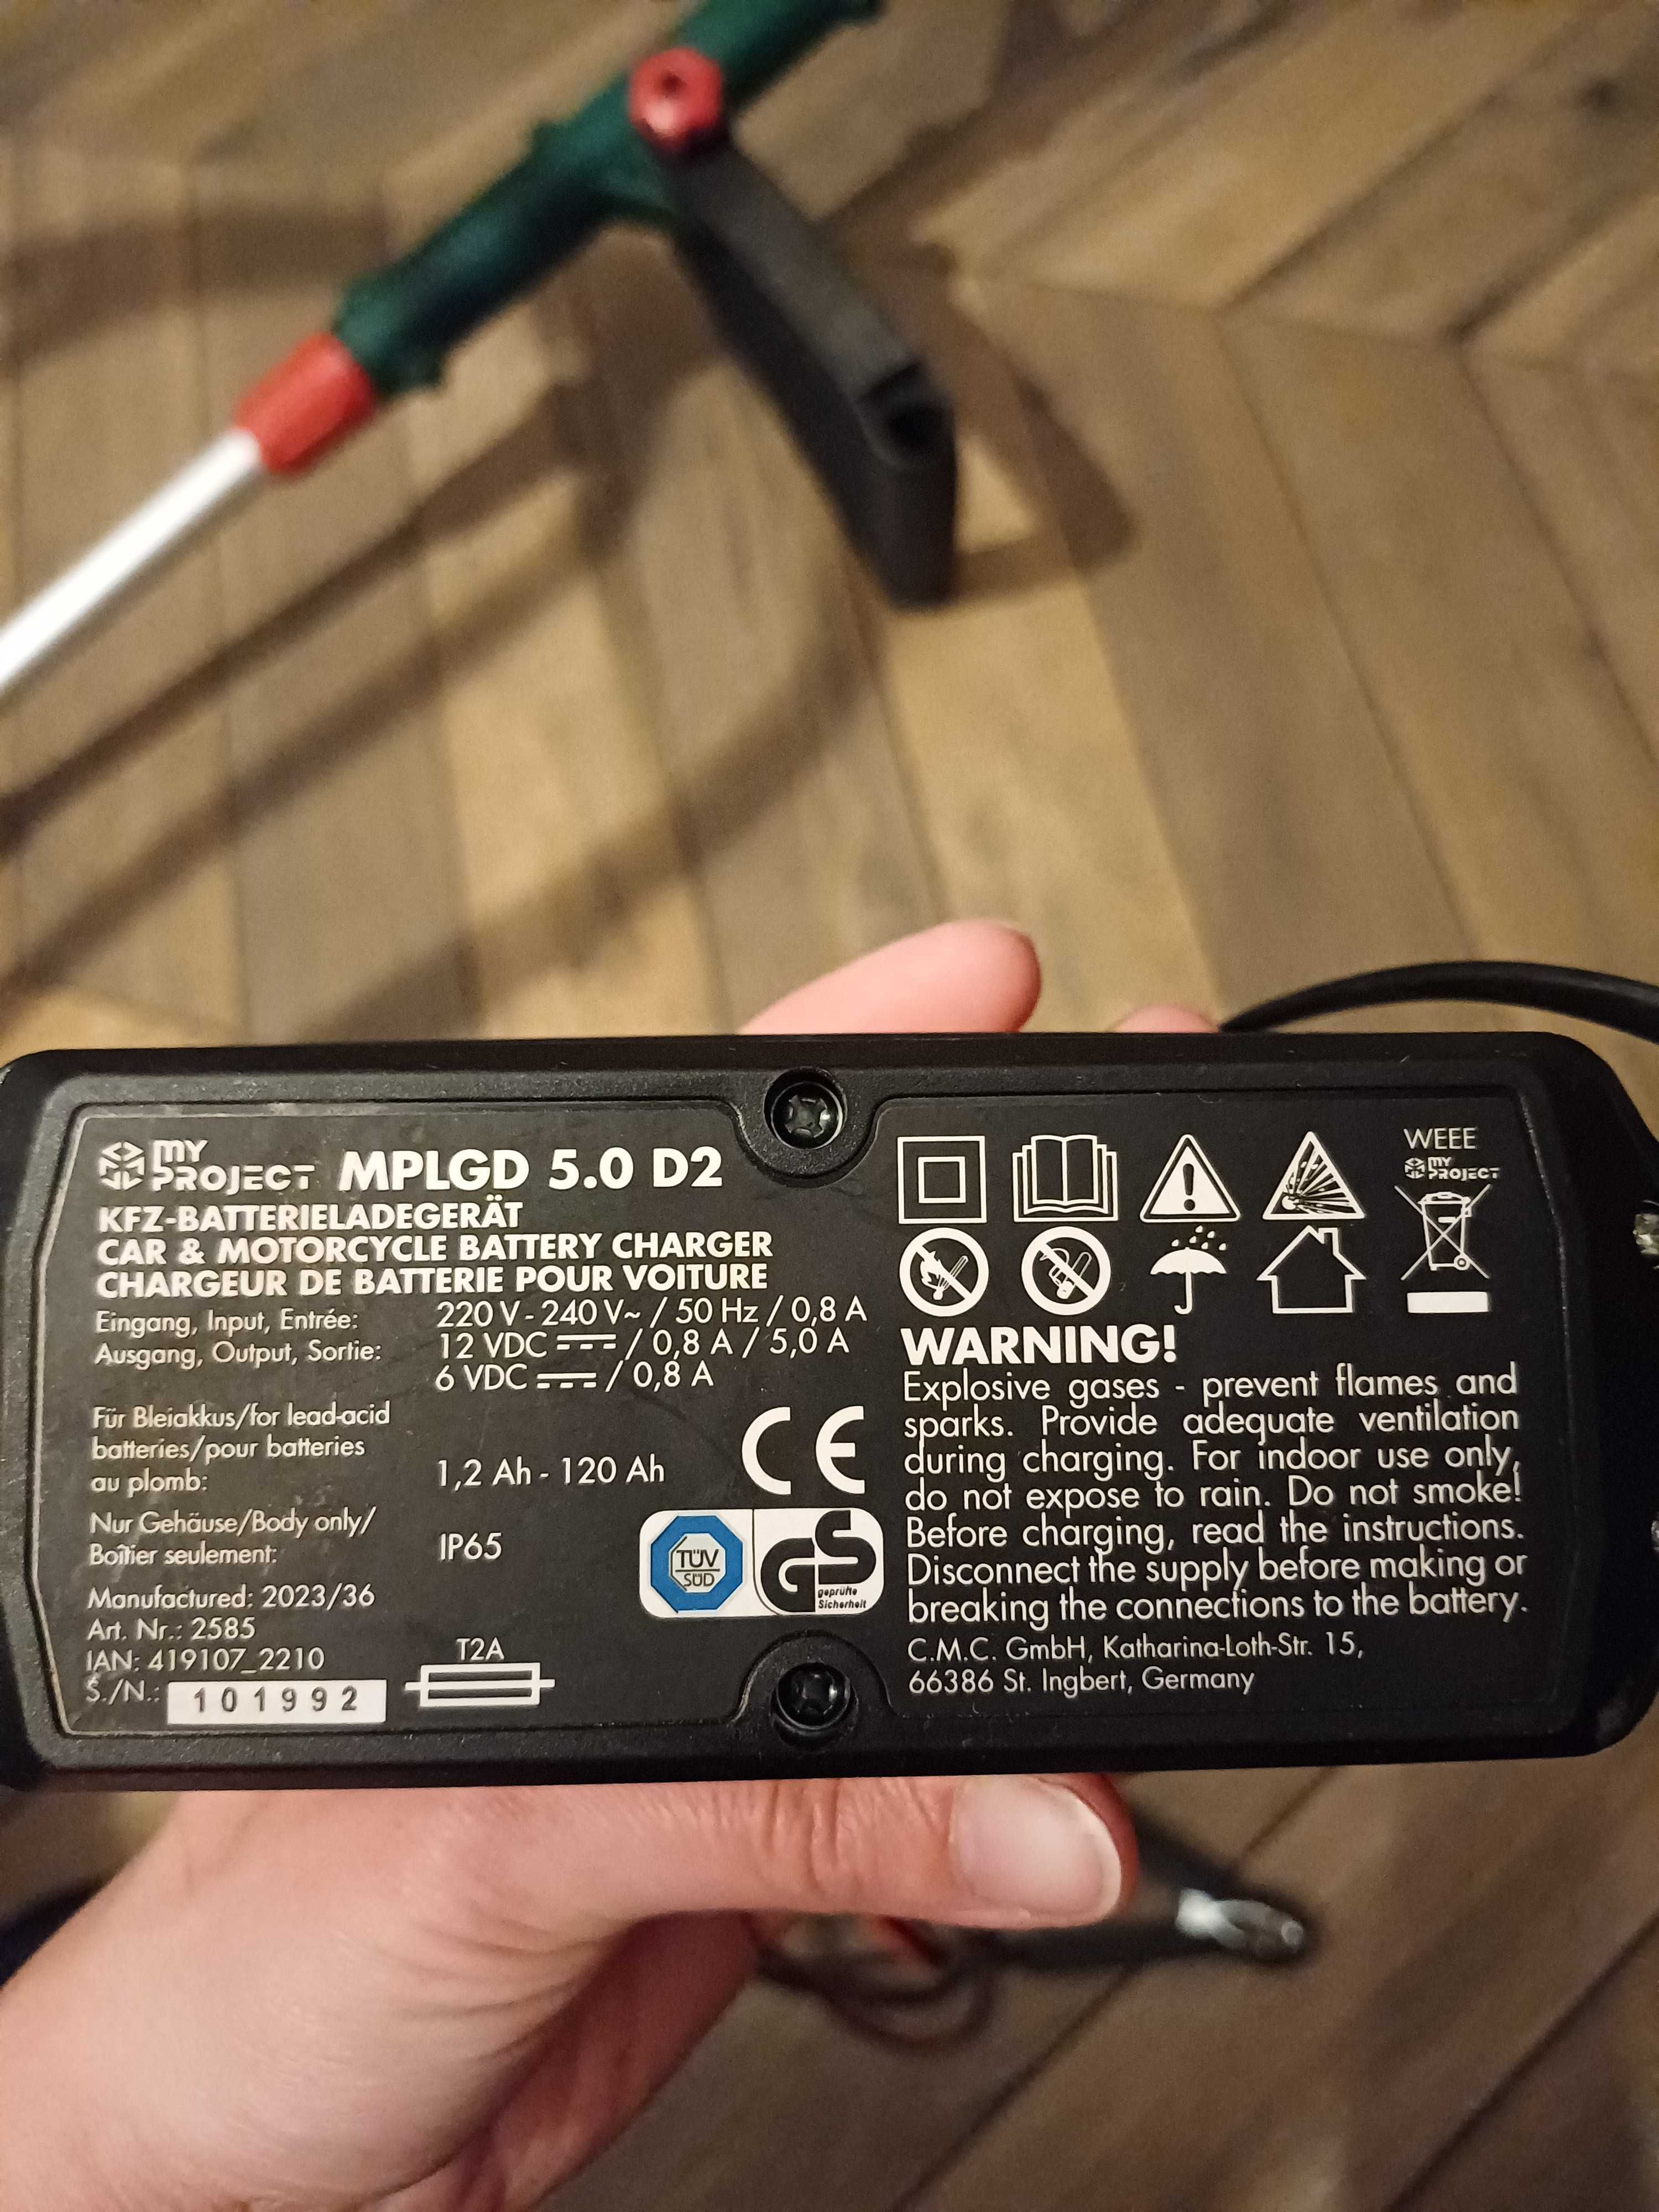 MY PROJECT MPLGD 5.0 D2
KFZ-BATTERIELADEGERÄT
CAR & MOTORCYCLE BATTERY CHARGER
CHARGEUR DE BATTERIE POUR VOITURE
Eingang, Input, Entrée: 220 V - 240 V~ / 50 Hz / 0,8 A
Ausgang, Output, Sortie: 12 VDC / 0,8 A / 5,0 A
6 VDC / 0,8 A
Für Bleiakkus/for lead-acid
batteries/pour batteries
au plomb: 1,2 Ah - 120 Ah
CE
Nur Gehäuse/Body only/
Boîtier seulement: IP65
TÜV
SÜD
GS
geprüfte
Sicherheit
Manufactured: 2023/36
Art. Nr.: 2585
IAN: 419107_2210
S./N.: 101992
T2A
WEEE
MY PROJECT
WARNING!
Explosive gases - prevent flames and
sparks. Provide adequate ventilation
during charging. For indoor use only,
do not expose to rain. Do not smoke!
Before charging, read the instructions.
Disconnect the supply before making or
breaking the connections to the battery.
C.M.C. GmbH, Katharina-Loth-Str. 15,
66386 St. Ingbert, Germany